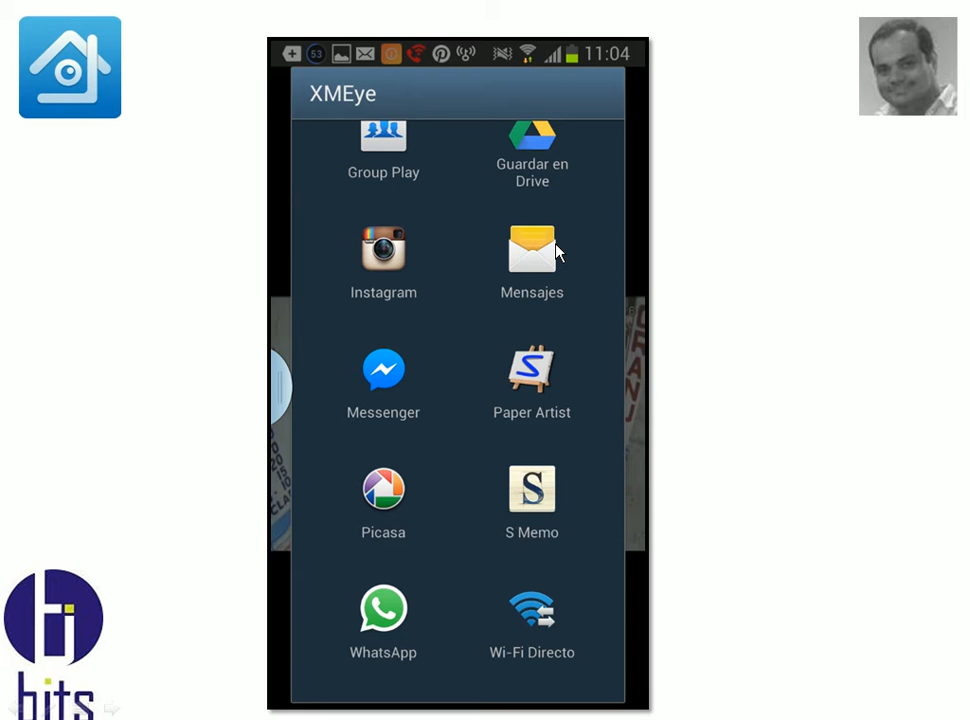 53
11:04
XMEye
Group Play
Guardar en
Drive
Instagram
Mensajes
Messenger
Paper Artist
Picasa
S
S Memo
WhatsApp
Wi-Fi Directo
hits